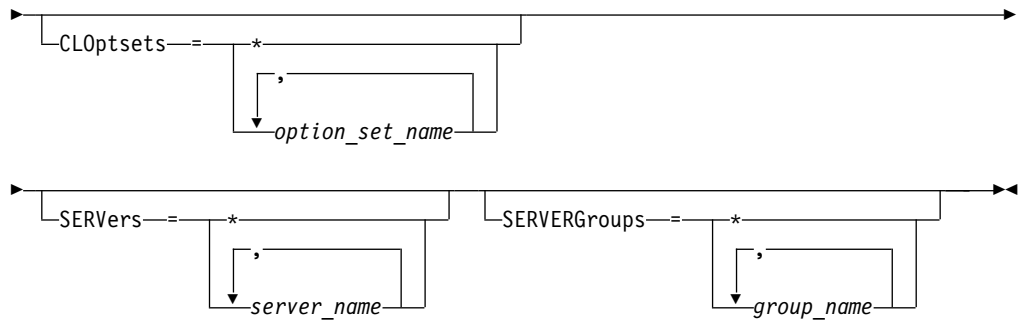 CLOptsets = *
,
option_set_name
SERVers = * SERVERGroups = *
, ,
server_name group_name